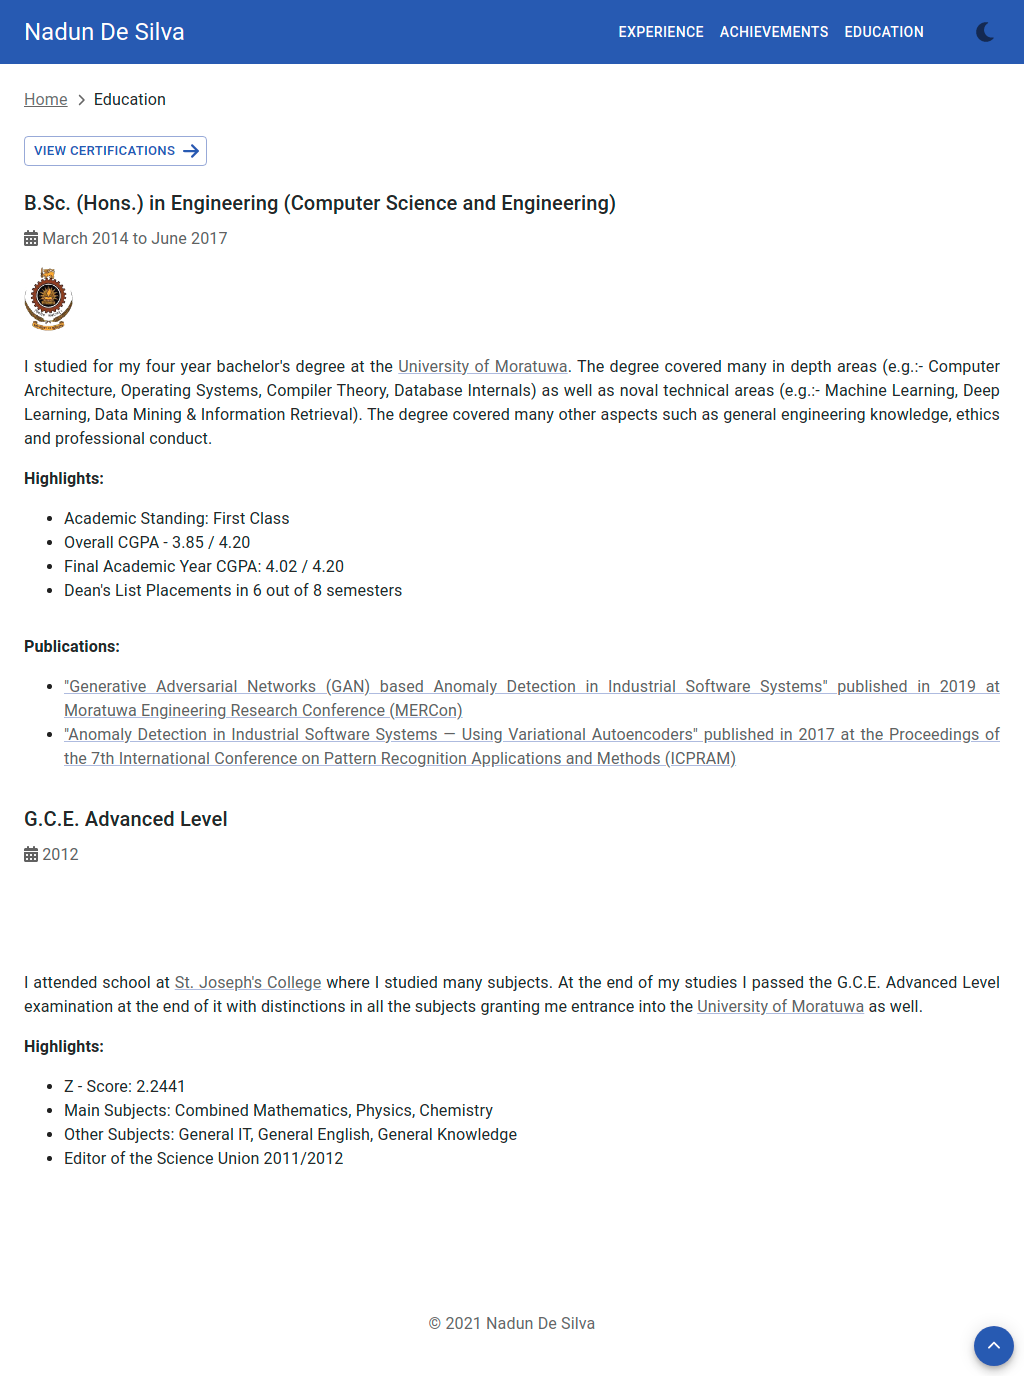 Nadun De Silva
EXPERIENCE ACHIEVEMENTS EDUCATION
Home > Education
VIEW CERTIFICATIONS
B.Sc. (Hons.) in Engineering (Computer Science and Engineering)
March 2014 to June 2017
I studied for my four year bachelor's degree at the University of Moratuwa. The degree covered many in depth areas (e.g.:- Computer
Architecture, Operating Systems, Compiler Theory, Database Internals) as well as noval technical areas (e.g.:- Machine Learning, Deep
Learning, Data Mining & Information Retrieval). The degree covered many other aspects such as general engineering knowledge, ethics
and professional conduct.
Highlights:
• Academic Standing: First Class
• Overall CGPA - 3.85 / 4.20
• Final Academic Year CGPA: 4.02 / 4.20
• Dean's List Placements in 6 out of 8 semesters
Publications:
• "Generative Adversarial Networks (GAN) based Anomaly Detection in Industrial Software Systems" published in 2019 at
Moratuwa Engineering Research Conference (MERCon)
• "Anomaly Detection in Industrial Software Systems — Using Variational Autoencoders" published in 2017 at the Proceedings of
the 7th International Conference on Pattern Recognition Applications and Methods (ICPRAM)
G.C.E. Advanced Level
2012
I attended school at St. Joseph's College where I studied many subjects. At the end of my studies I passed the G.C.E. Advanced Level
examination at the end of it with distinctions in all the subjects granting me entrance into the University of Moratuwa as well.
Highlights:
• Z - Score: 2.2441
• Main Subjects: Combined Mathematics, Physics, Chemistry
• Other Subjects: General IT, General English, General Knowledge
• Editor of the Science Union 2011/2012
© 2021 Nadun De Silva